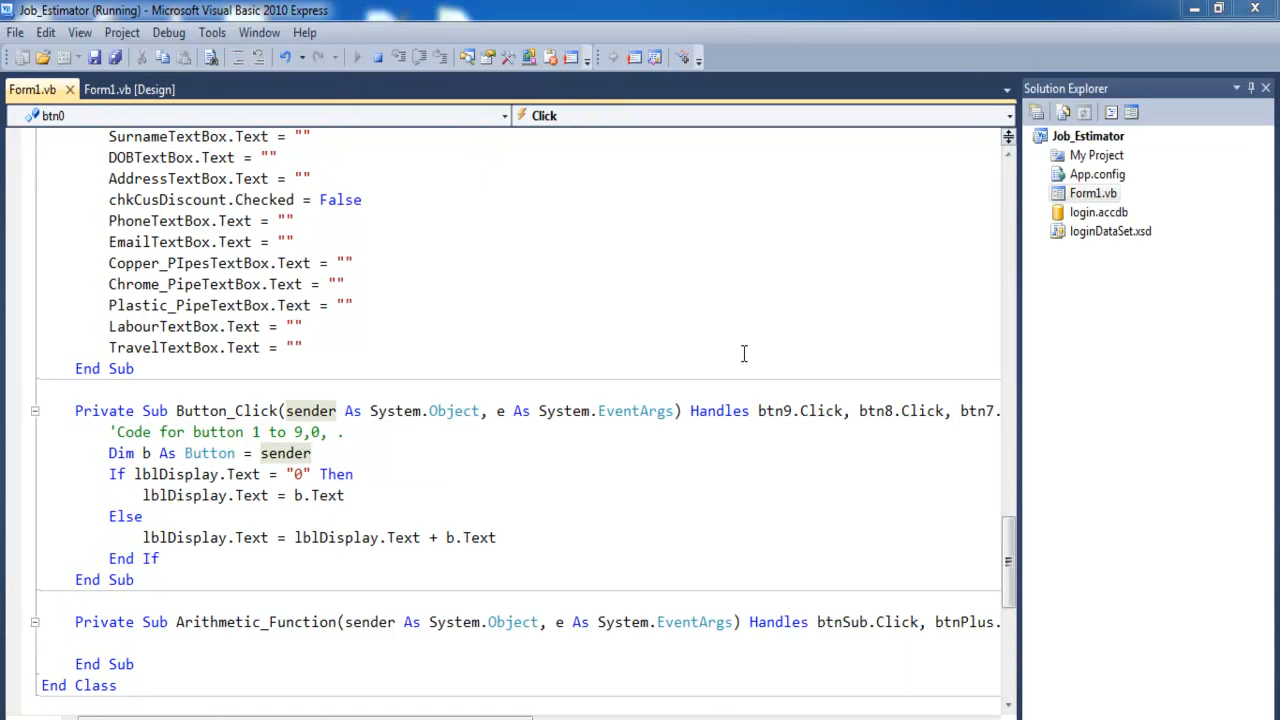 Job_Estimator (Running) - Microsoft Visual Basic 2010 Express
File Edit View Project Debug Tools Window Help
Form1.vb Form1.vb [Design]
btn0 Click
SurnameTextBox.Text = ""
DOBTextBox.Text = ""
AddressTextBox.Text = ""
chkCusDiscount.Checked = False
PhoneTextBox.Text = ""
EmailTextBox.Text = ""
Copper_PIpesTextBox.Text = ""
Chrome_PipeTextBox.Text = ""
Plastic_PipeTextBox.Text = ""
LabourTextBox.Text = ""
TravelTextBox.Text = ""
End Sub
Private Sub Button_Click(sender As System.Object, e As System.EventArgs) Handles btn9.Click, btn8.Click, btn7.
'Code for button 1 to 9,0, .
Dim b As Button = sender
If lblDisplay.Text = "0" Then
lblDisplay.Text = b.Text
Else
lblDisplay.Text = lblDisplay.Text + b.Text
End If
End Sub
Private Sub Arithmetic_Function(sender As System.Object, e As System.EventArgs) Handles btnSub.Click, btnPlus.
End Sub
End Class
Solution Explorer
Job_Estimator
My Project
App.config
Form1.vb
login.accdb
loginDataSet.xsd